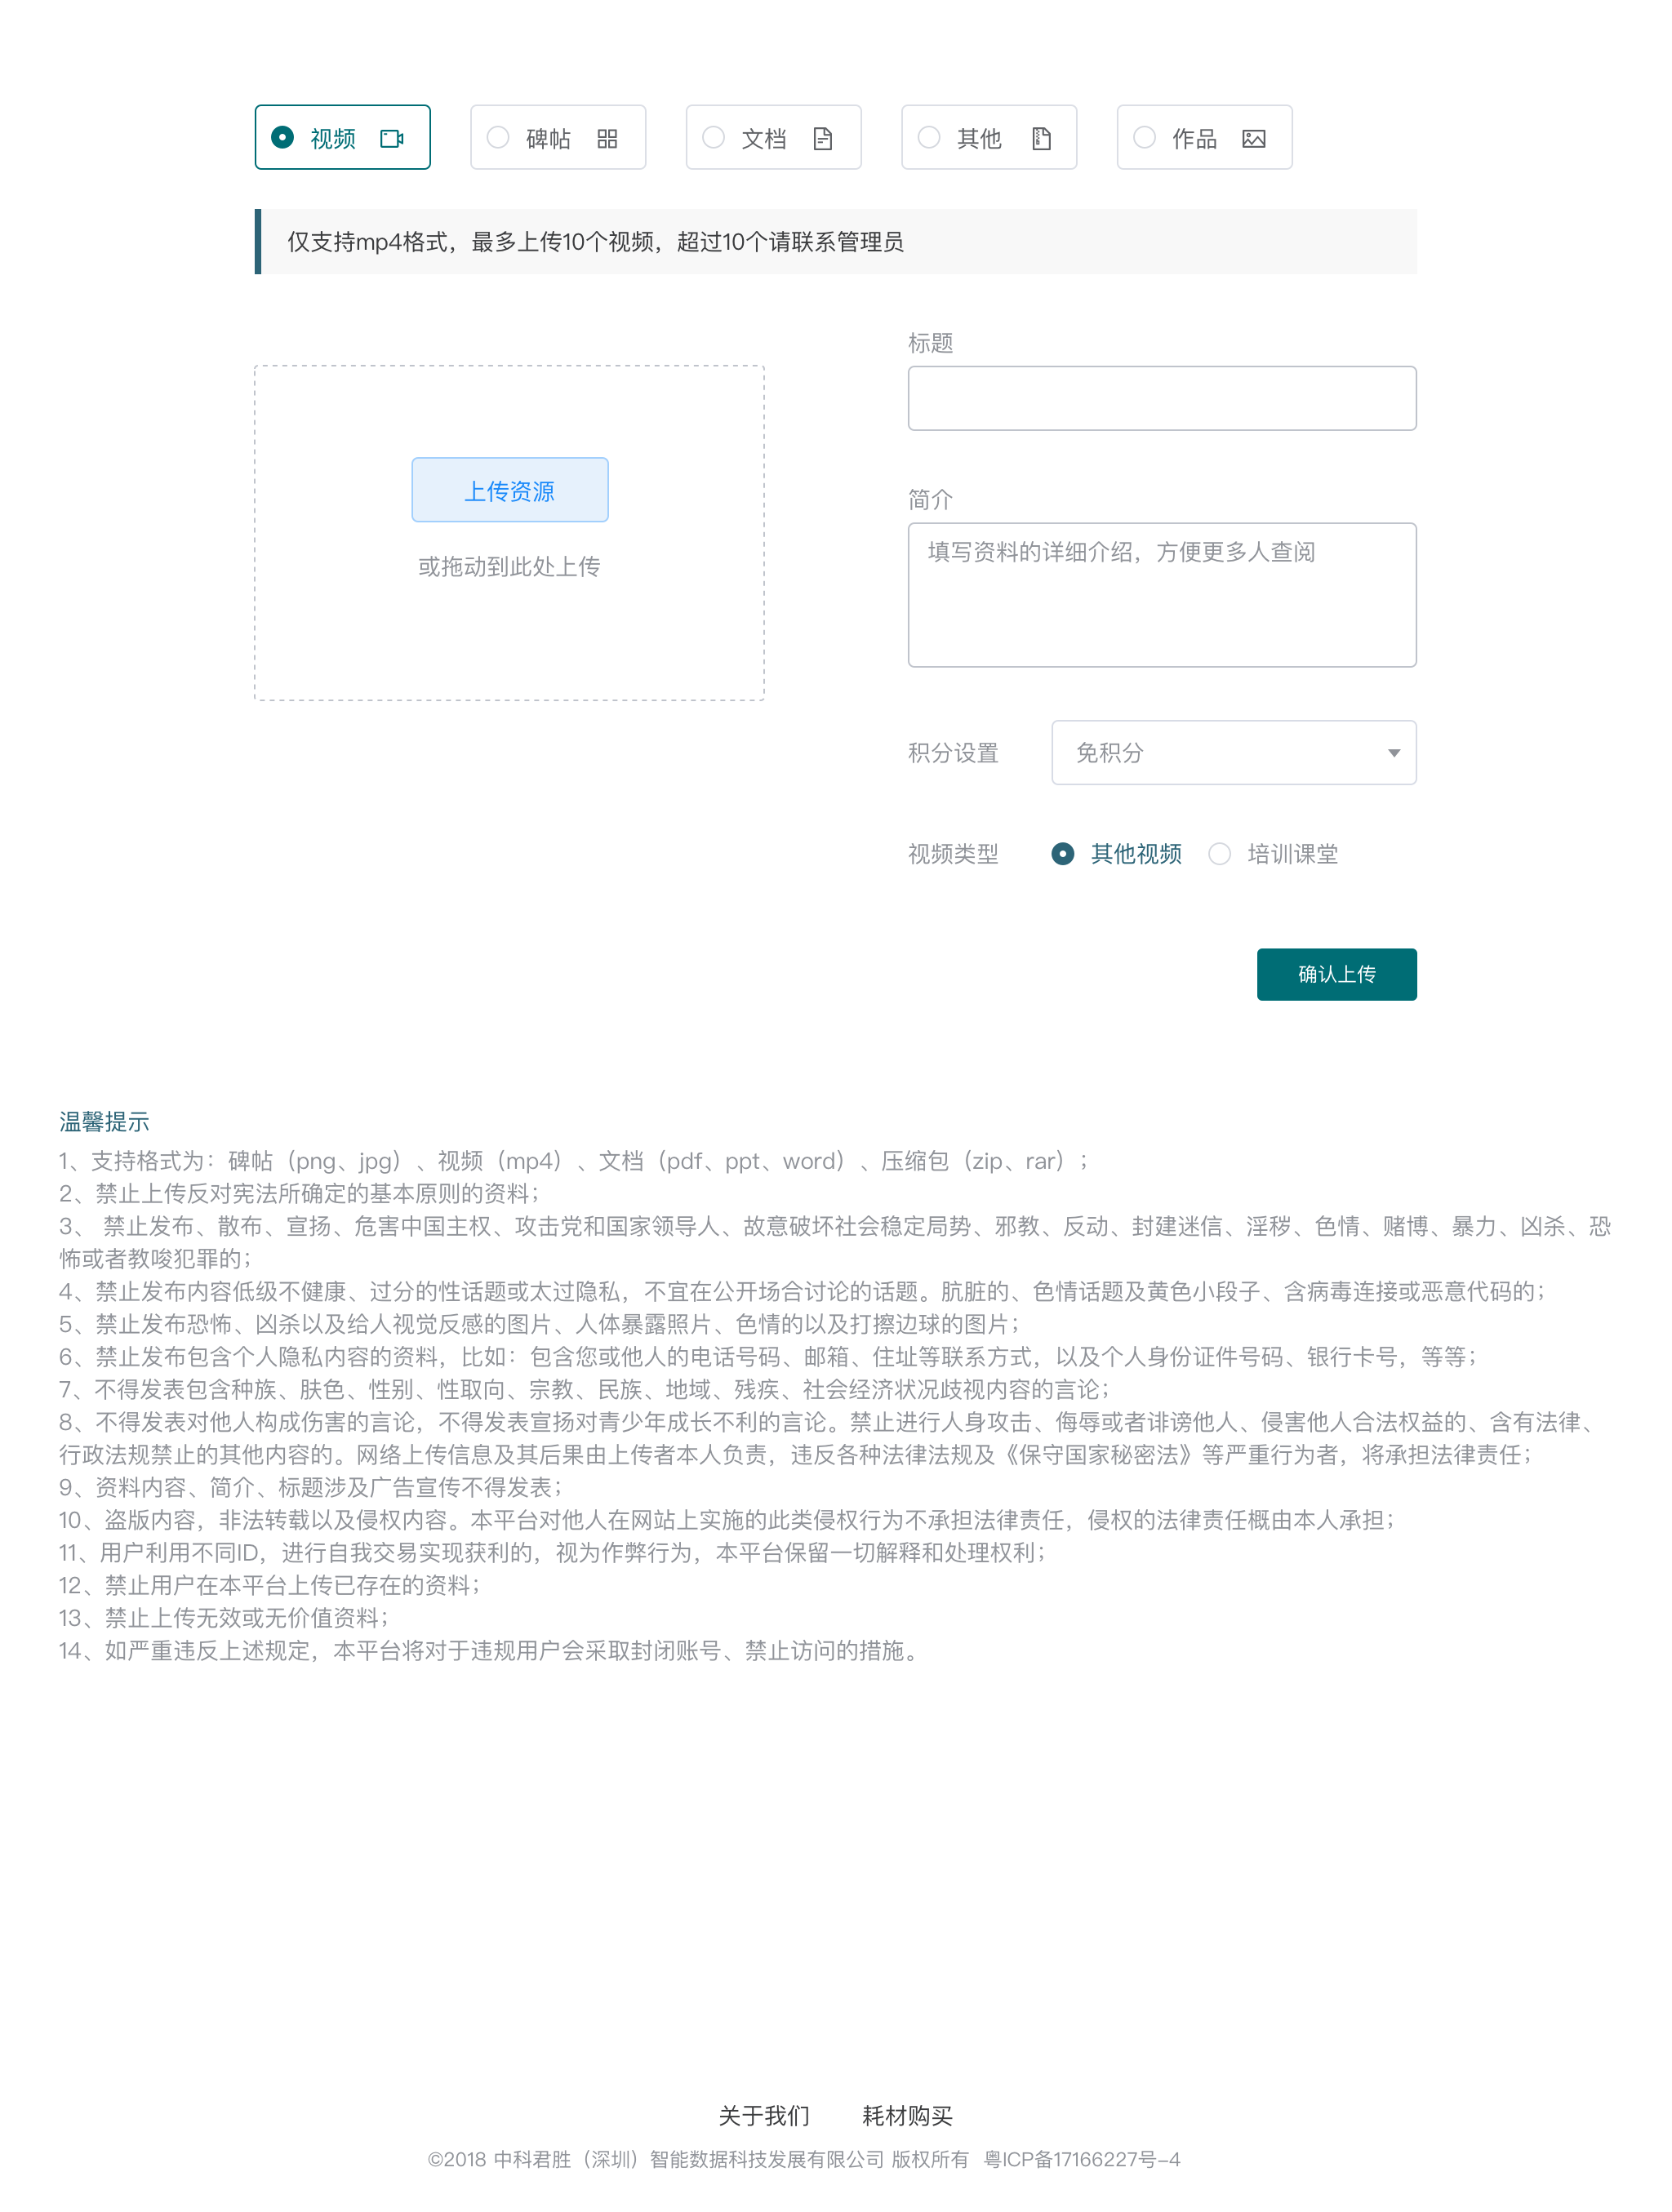 视频
碑帖
文档
其他
作品
仅支持mp4格式，最多上传10个视频，超过10个请联系管理员
标题
上传资源
或拖动到此处上传
简介
填写资料的详细介绍，方便更多人查阅
积分设置 免积分
视频类型 其他视频 培训课堂
确认上传
温馨提示
1、支持格式为：碑帖（png、jpg）、视频（mp4）、文档（pdf、ppt、word）、压缩包（zip、rar）；
2、禁止上传反对宪法所确定的基本原则的资料；
3、 禁止发布、散布、宣扬、危害中国主权、攻击党和国家领导人、故意破坏社会稳定局势、邪教、反动、封建迷信、淫秽、色情、赌博、暴力、凶杀、恐
怖或者教唆犯罪的；
4、禁止发布内容低级不健康、过分的性话题或太过隐私，不宜在公开场合讨论的话题。肮脏的、色情话题及黄色小段子、含病毒连接或恶意代码的；
5、禁止发布恐怖、凶杀以及给人视觉反感的图片、人体暴露照片、色情的以及打擦边球的图片；
6、禁止发布包含个人隐私内容的资料，比如：包含您或他人的电话号码、邮箱、住址等联系方式，以及个人身份证件号码、银行卡号，等等；
7、不得发表包含种族、肤色、性别、性取向、宗教、民族、地域、残疾、社会经济状况歧视内容的言论；
8、不得发表对他人构成伤害的言论，不得发表宣扬对青少年成长不利的言论。禁止进行人身攻击、侮辱或者诽谤他人、侵害他人合法权益的、含有法律、
行政法规禁止的其他内容的。网络上传信息及其后果由上传者本人负责，违反各种法律法规及《保守国家秘密法》等严重行为者，将承担法律责任；
9、资料内容、简介、标题涉及广告宣传不得发表；
10、盗版内容，非法转载以及侵权内容。本平台对他人在网站上实施的此类侵权行为不承担法律责任，侵权的法律责任概由本人承担；
11、用户利用不同ID，进行自我交易实现获利的，视为作弊行为，本平台保留一切解释和处理权利；
12、禁止用户在本平台上传已存在的资料；
13、禁止上传无效或无价值资料；
14、如严重违反上述规定，本平台将对于违规用户会采取封闭账号、禁止访问的措施。
关于我们 耗材购买
©2018 中科君胜（深圳）智能数据科技发展有限公司 版权所有 粤ICP备17166227号-4